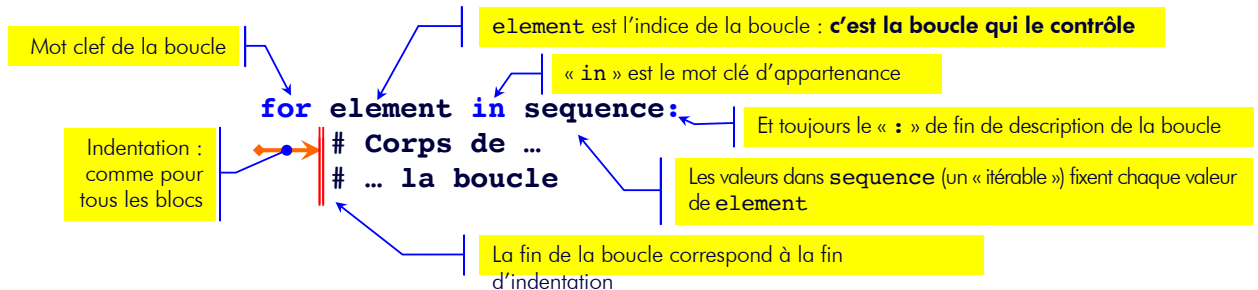 element est l'indice de la boucle : c'est la boucle qui le contrôle
Mot clef de la boucle
« in » est le mot clé d'appartenance
for element in sequence:
Et toujours le « : » de fin de description de la boucle
# Corps de …
# … la boucle
Indentation :
comme pour
tous les blocs
Les valeurs dans sequence (un « itérable ») fixent chaque valeur
de element
La fin de la boucle correspond à la fin
d'indentation